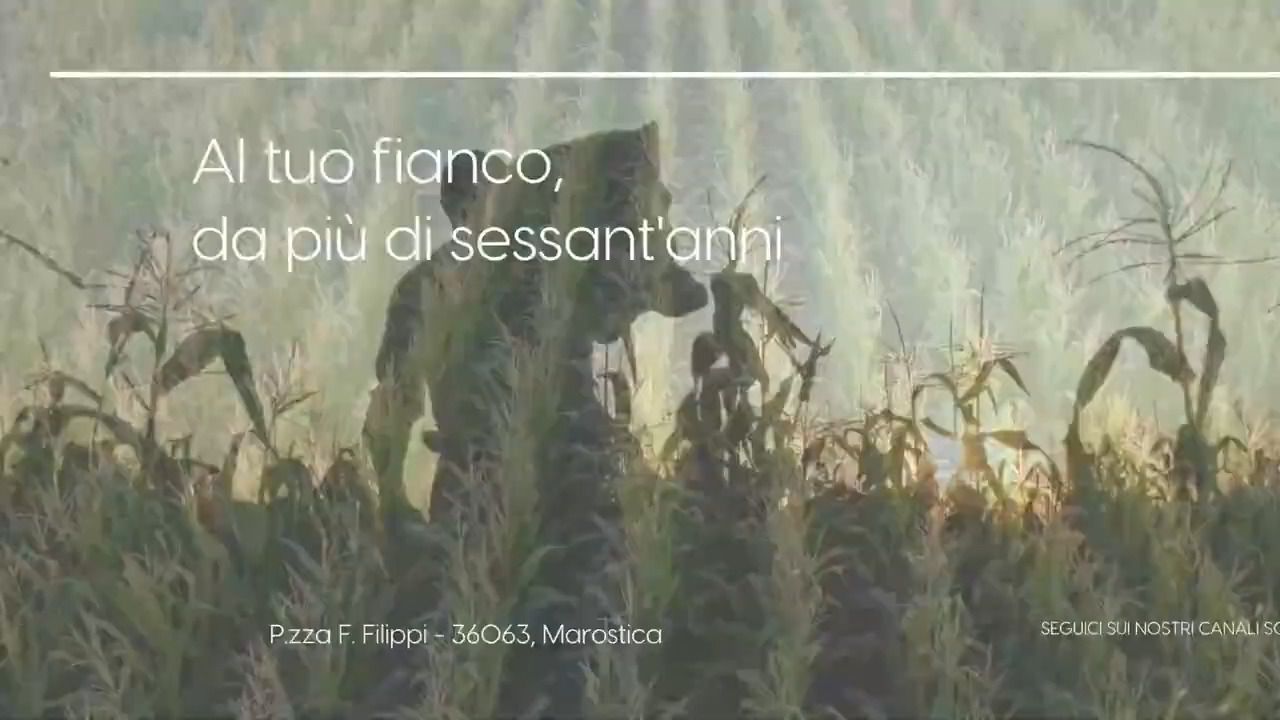 Al tuo fianco,
da più di sessant'anni
P.zza F. Filippi - 36063, Marostica
SEGUICI SUI NOSTRI CANALI